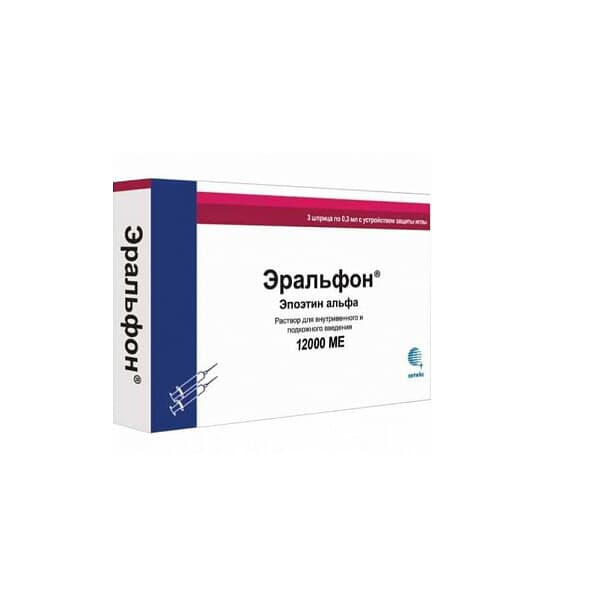 3 шприца по 0,3 мл с устройством защиты иглы
Эральфон®
Эральфон®
Эпоэтин альфа
Раствор для внутривенного и
подкожного введения
12000 МЕ
сотекс